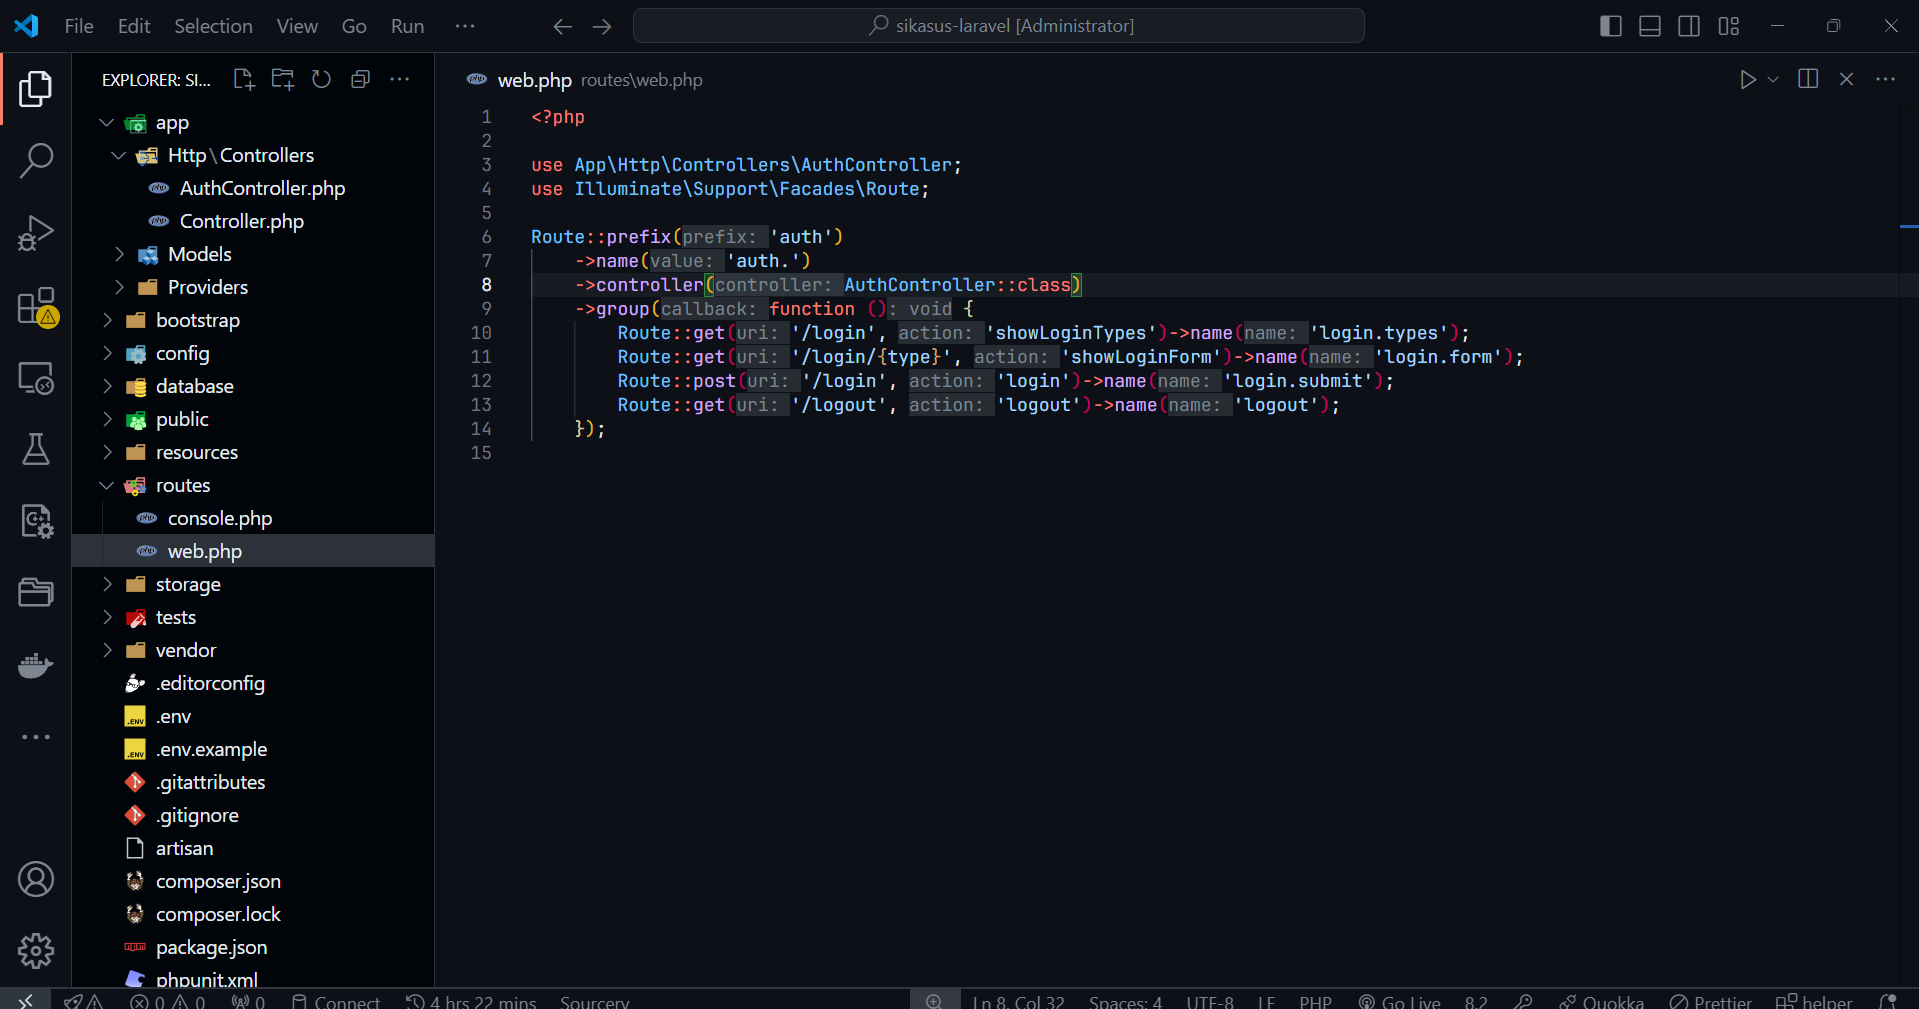 File Edit Selection View Go Run ··· sikasus-laravel [Administrator]
EXPLORER: SI... ···
app
Http\Controllers
AuthController.php
Controller.php
Models
Providers
bootstrap
config
database
public
resources
routes
console.php
web.php
storage
tests
vendor
.editorconfig
.env
.env.example
.gitattributes
.gitignore
artisan
composer.json
composer.lock
package.json
phpunit.xml
web.php routes\web.php
1 <?php
2
3 use App\Http\Controllers\AuthController;
4 use Illuminate\Support\Facades\Route;
5
6 Route::prefix(prefix: 'auth')
7 ->name(value: 'auth.')
8 ->controller(controller: AuthController::class)
9 ->group(callback: function (): void {
10 Route::get(uri: '/login', action: 'showLoginTypes')->name(name: 'login.types');
11 Route::get(uri: '/login/{type}', action: 'showLoginForm')->name(name: 'login.form');
12 Route::post(uri: '/login', action: 'login')->name(name: 'login.submit');
13 Route::get(uri: '/logout', action: 'logout')->name(name: 'logout');
14 });
15
0 0 0 Connect 4 hrs 22 mins Sourcery Ln 8, Col 32 Spaces: 4 UTF-8 LF PHP Go Live 8.2 Quokka Prettier helper